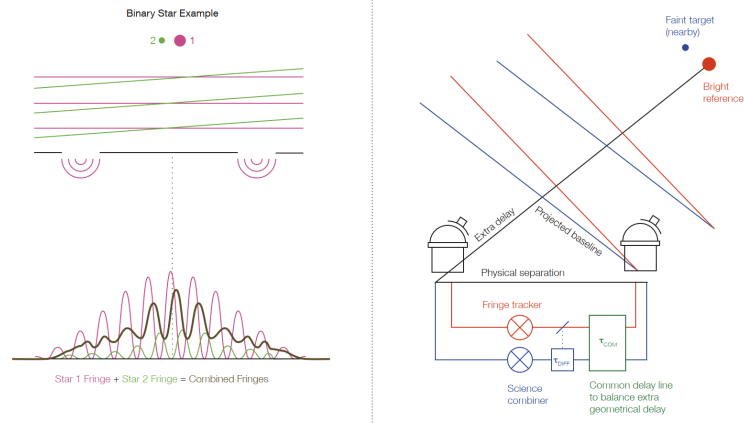 Binary Star Example
2 1
Star 1 Fringe + Star 2 Fringe = Combined Fringes
Faint target
(nearby)
Bright
reference
Extra delay
Projected baseline
Physical separation
Fringe tracker
τCOM
τDIFF
Science
combiner
Common delay line
to balance extra
geometrical delay